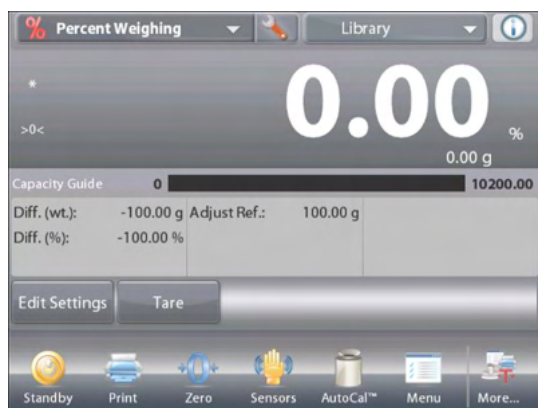 % Percent Weighing Library
*
0.00 %
>0<
0.00 g
Capacity Guide 0 10200.00
Diff. (wt.): -100.00 g Adjust Ref.: 100.00 g
Diff. (%): -100.00 %
Edit Settings Tare
Standby Print Zero Sensors AutoCal™ Menu More...